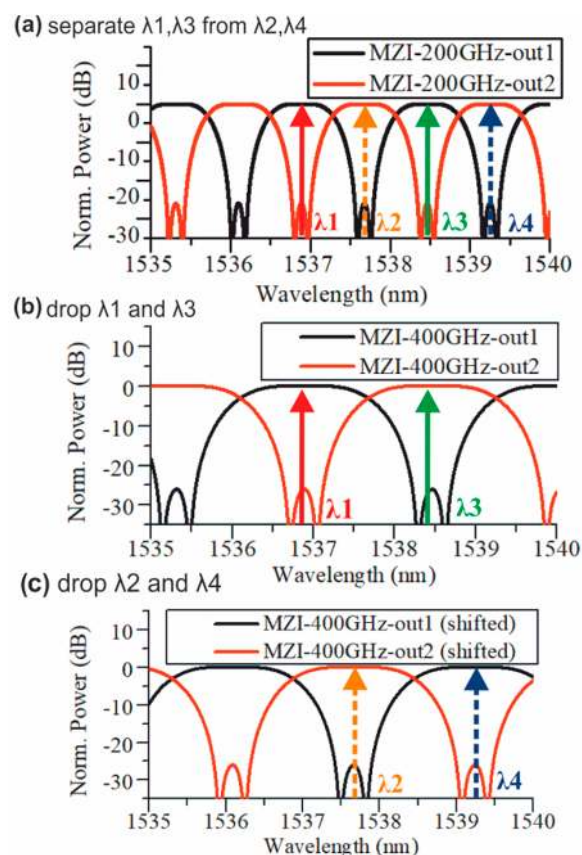 (a) separate λ1,λ3 from λ2,λ4
MZI-200GHz-out1
MZI-200GHz-out2
Norm. Power (dB)
10
0
-10
-20
-30
λ1
λ2
λ3
λ4
1535 1536 1537 1538 1539 1540
Wavelength (nm)
(b) drop λ1 and λ3
MZI-400GHz-out1
MZI-400GHz-out2
Norm. Power (dB)
10
0
-10
-20
-30
λ1
λ3
1535 1536 1537 1538 1539 1540
Wavelength (nm)
(c) drop λ2 and λ4
MZI-400GHz-out1 (shifted)
MZI-400GHz-out2 (shifted)
Norm. Power (dB)
10
0
-10
-20
-30
λ2
λ4
1535 1536 1537 1538 1539 1540
Wavelength (nm)